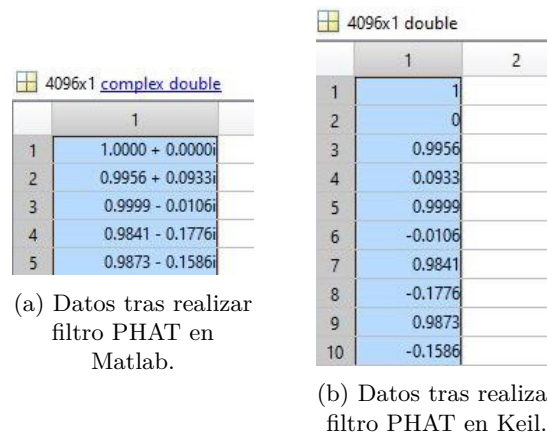 4096x1 complex double
1
1 1.0000 + 0.0000i
2 0.9956 + 0.0933i
3 0.9999 - 0.0106i
4 0.9841 - 0.1776i
5 0.9873 - 0.1586i
(a) Datos tras realizar
filtro PHAT en
Matlab.
4096x1 double
1 2
1 1
2 0
3 0.9956
4 0.0933
5 0.9999
6 -0.0106
7 0.9841
8 -0.1776
9 0.9873
10 -0.1586
(b) Datos tras realiza
filtro PHAT en Keil.